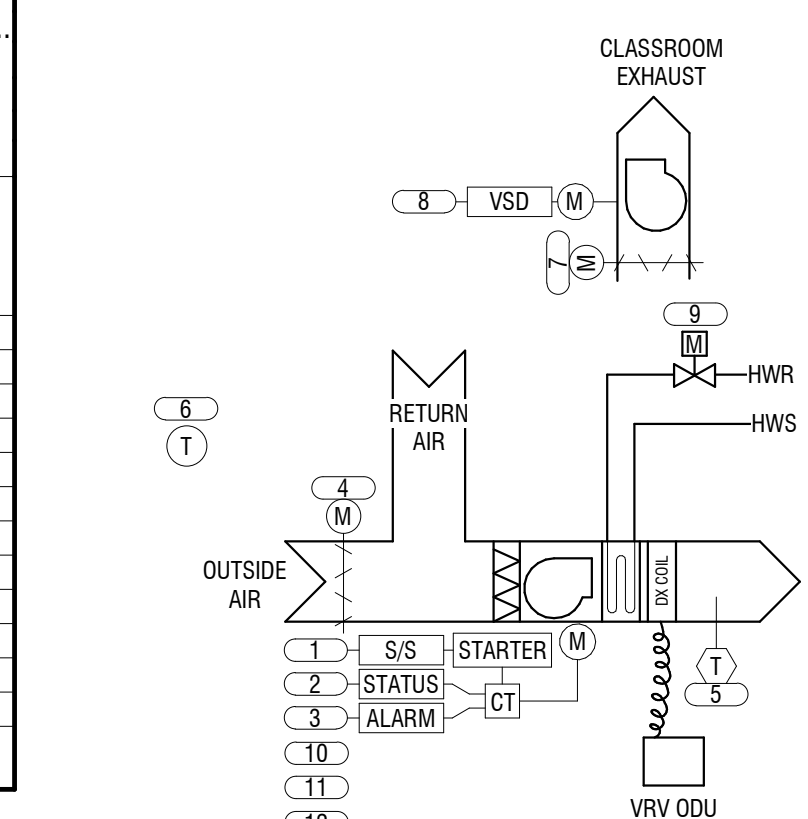 CLASSROOM
EXHAUST
8 VSD M
7 M
9
M
HWR
HWS
6
T
RETURN
AIR
4
M
OUTSIDE
AIR
DX COIL
1 S/S STARTER M
2 STATUS
CT
3 ALARM
T
5
10
11
VRV ODU